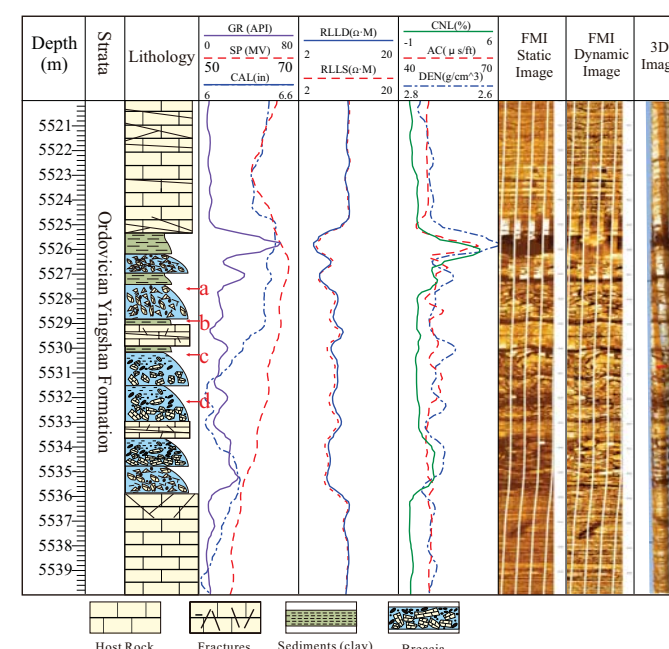 Depth
(m)
Strata
Lithology
GR (API)
0 80
SP (MV)
50 70
CAL(in)
6 6.6
RLLD(Ω·M)
2 20
RLLS(Ω·M)
2 20
CNL(%)
-1 6
AC( μ s/ft)
40 70
DEN(g/cm^3)
2.8 2.6
FMI
Static
Image
FMI
Dynamic
Image
3D
Imag
5521
5522
5523
5524
5525
5526
5527
5528
5529
5530
5531
5532
5533
5534
5535
5536
5537
5538
5539
Ordovician Yingshan Formation
a
b
c
d
Host Rock Fractures Sediments (clay) Breccia